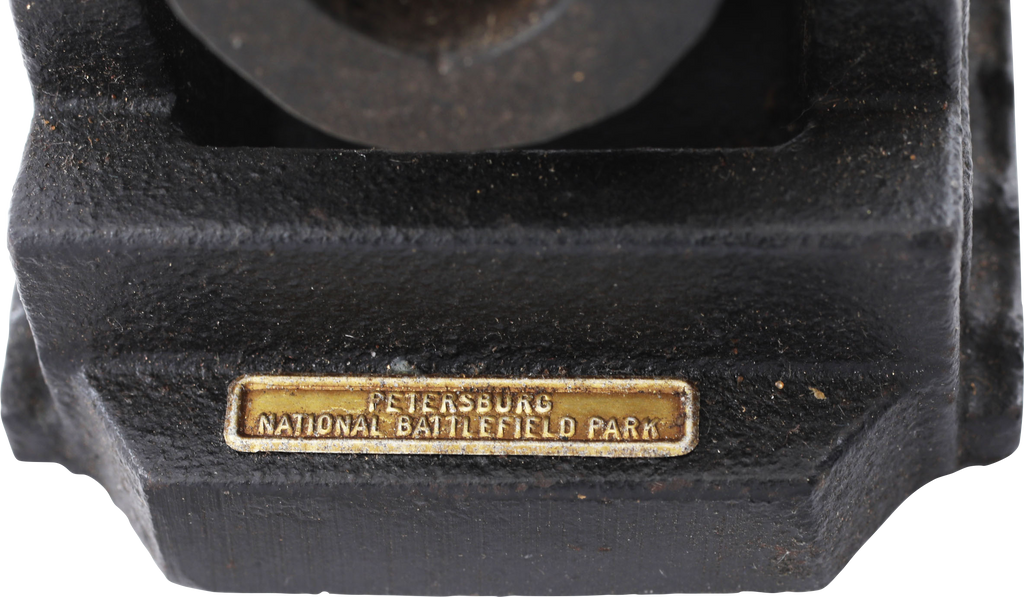 PETERSBURG
NATIONAL BATTLEFIELD PARK